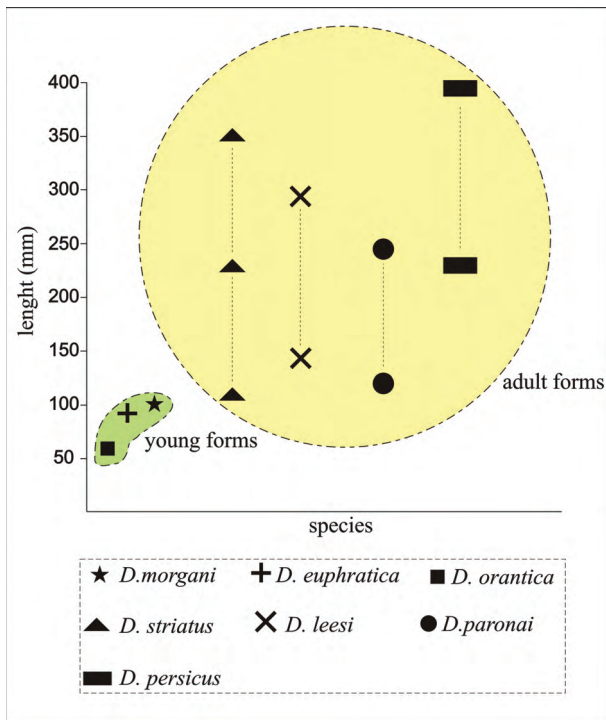 400
350
300
250
200
150
100
50
lenght (mm)
adult forms
young forms
species
D.morgani
D. euphratica
D. orantica
D. striatus
D. leesi
D.paronai
D. persicus